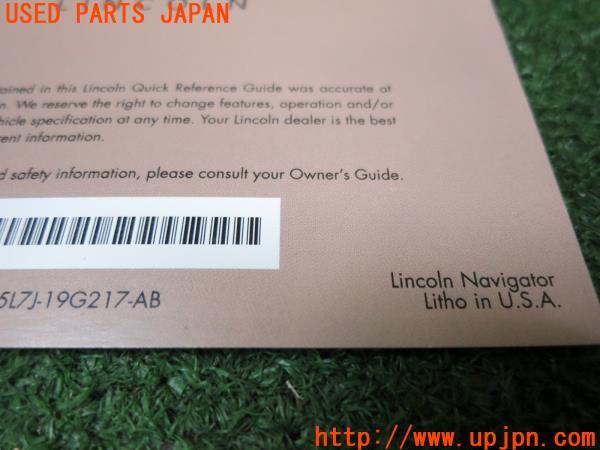 USED PARTS JAPAN
LINCOLN
ained in this Lincoln Quick Reference Guide was accurate at
n. We reserve the right to change features, operation and/or
hicle specification at any time. Your Lincoln dealer is the best
rent information.
d safety information, please consult your Owner's Guide.
5L7J-19G217-AB
Lincoln Navigator
Litho in U.S.A.
http://www.upjpn.com/